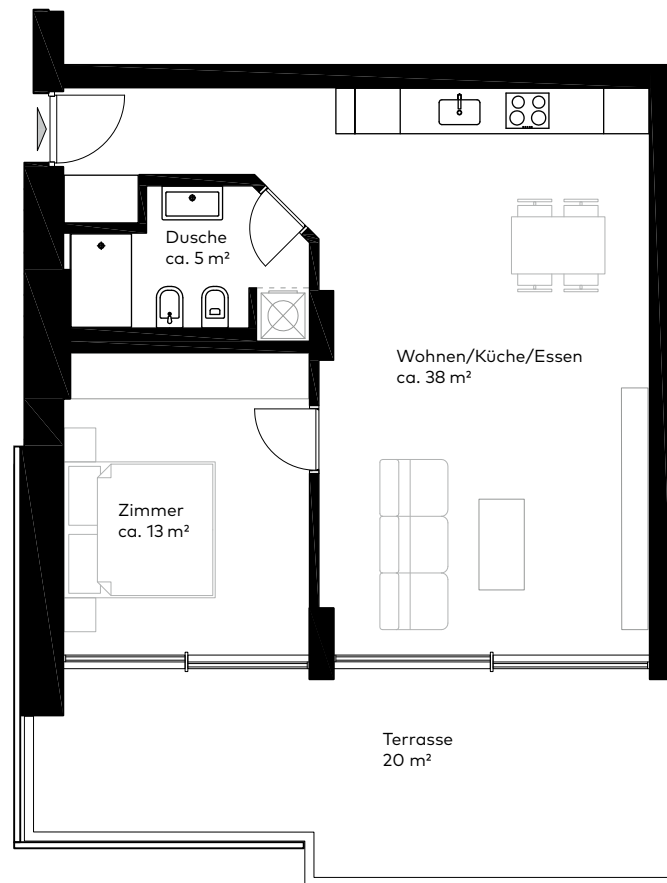 Dusche
ca. 5 m²
Wohnen/Küche/Essen
ca. 38 m²
Zimmer
ca. 13 m²
Terrasse
20 m²